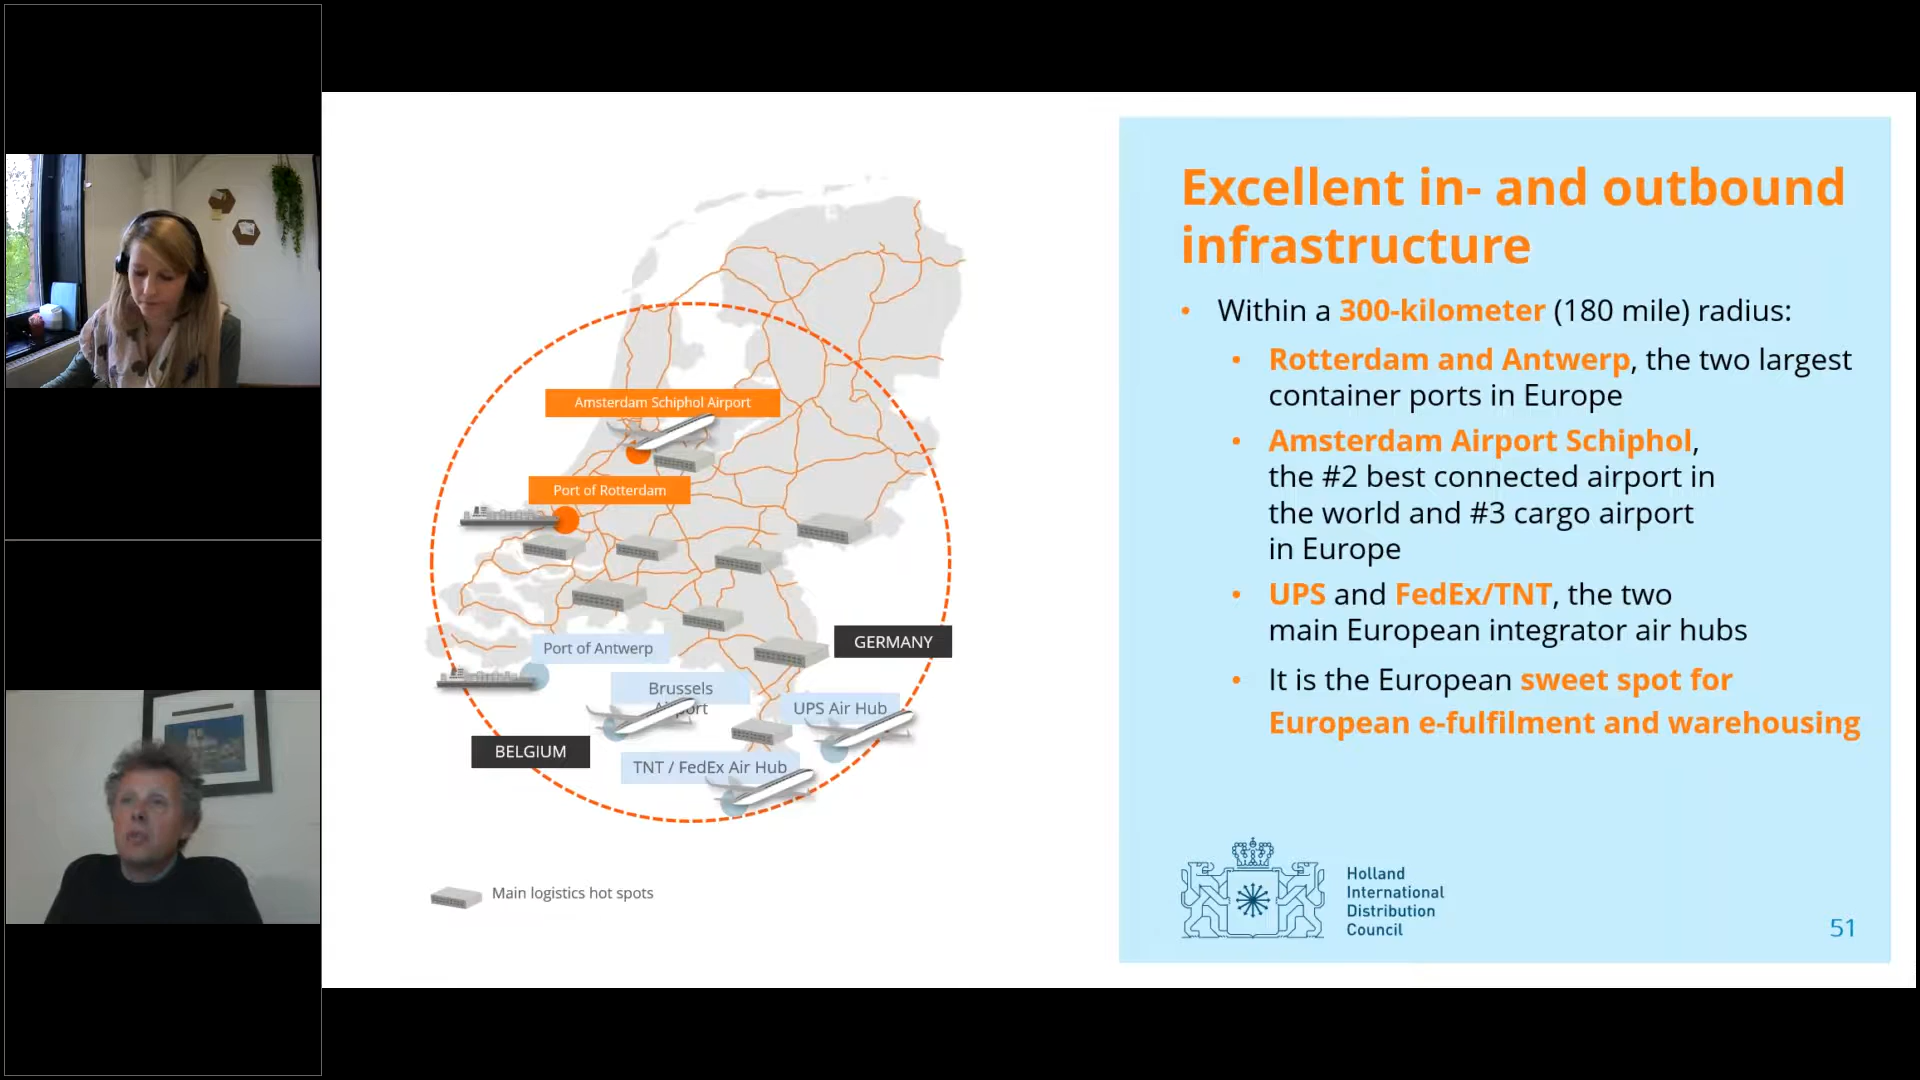 Amsterdam Schiphol Airport
Port of Rotterdam
Port of Antwerp
GERMANY
Brussels
Airport
UPS Air Hub
BELGIUM
TNT / FedEx Air Hub
Main logistics hot spots
Excellent in- and outbound
infrastructure
• Within a 300-kilometer (180 mile) radius:
• Rotterdam and Antwerp, the two largest
container ports in Europe
• Amsterdam Airport Schiphol,
the #2 best connected airport in
the world and #3 cargo airport
in Europe
• UPS and FedEx/TNT, the two
main European integrator air hubs
• It is the European sweet spot for
European e-fulfilment and warehousing
Holland
International
Distribution
Council
51